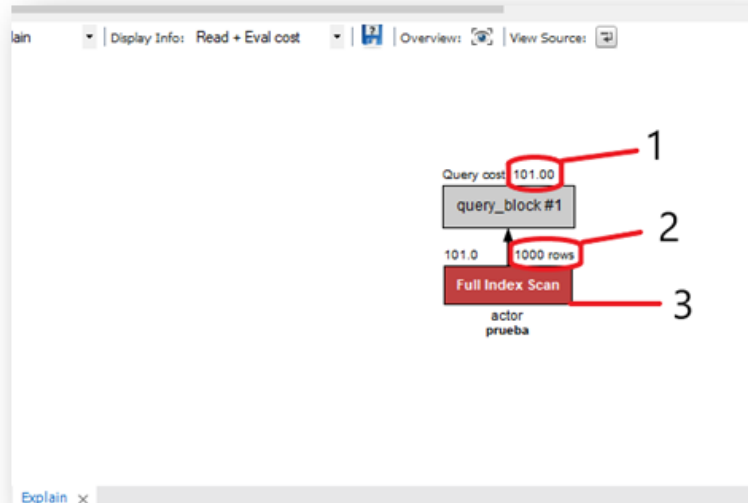 lain Display Info: Read + Eval cost Overview: View Source:
1
Query cost 101.00
query_block #1
2
101.0 1000 rows
Full Index Scan
3
actor
prueba
Explain ×